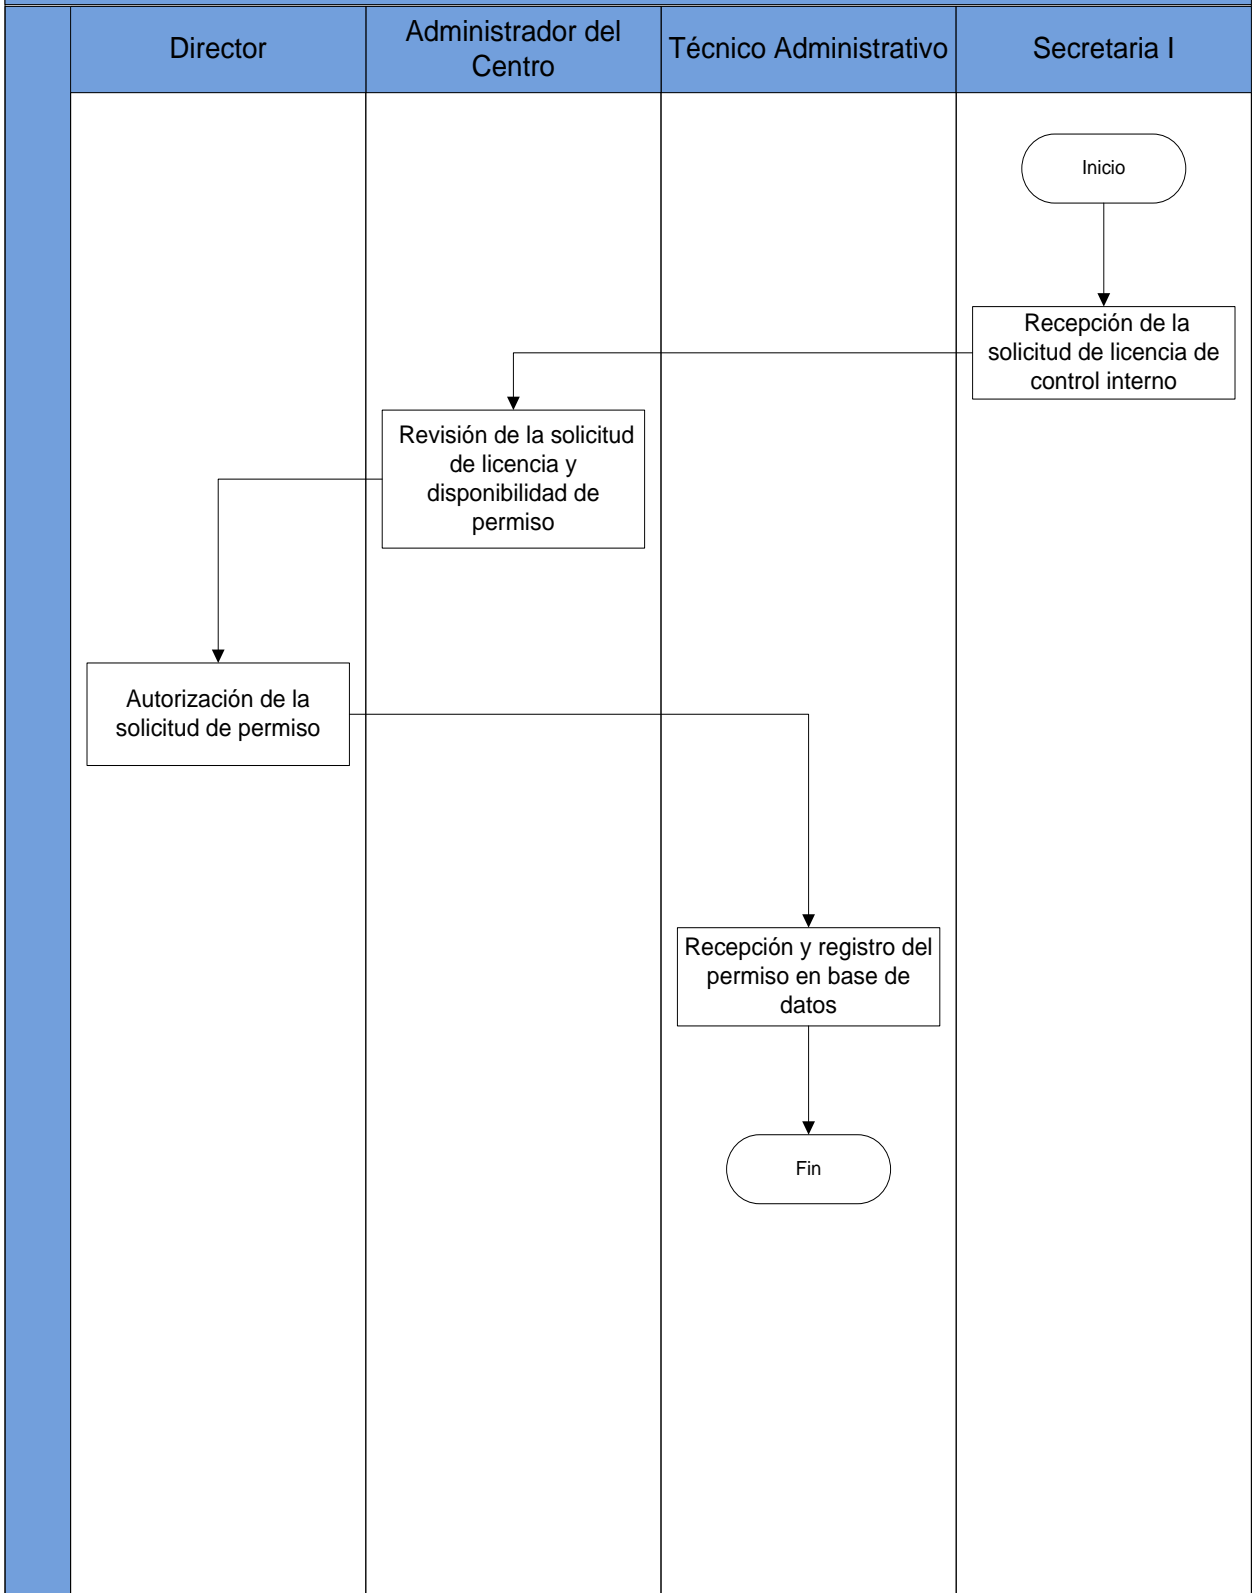 Director
Administrador del
Centro
Técnico Administrativo
Secretaria I
Inicio
Recepción de la
solicitud de licencia de
control interno
Revisión de la solicitud
de licencia y
disponibilidad de
permiso
Autorización de la
solicitud de permiso
Recepción y registro del
permiso en base de
datos
Fin